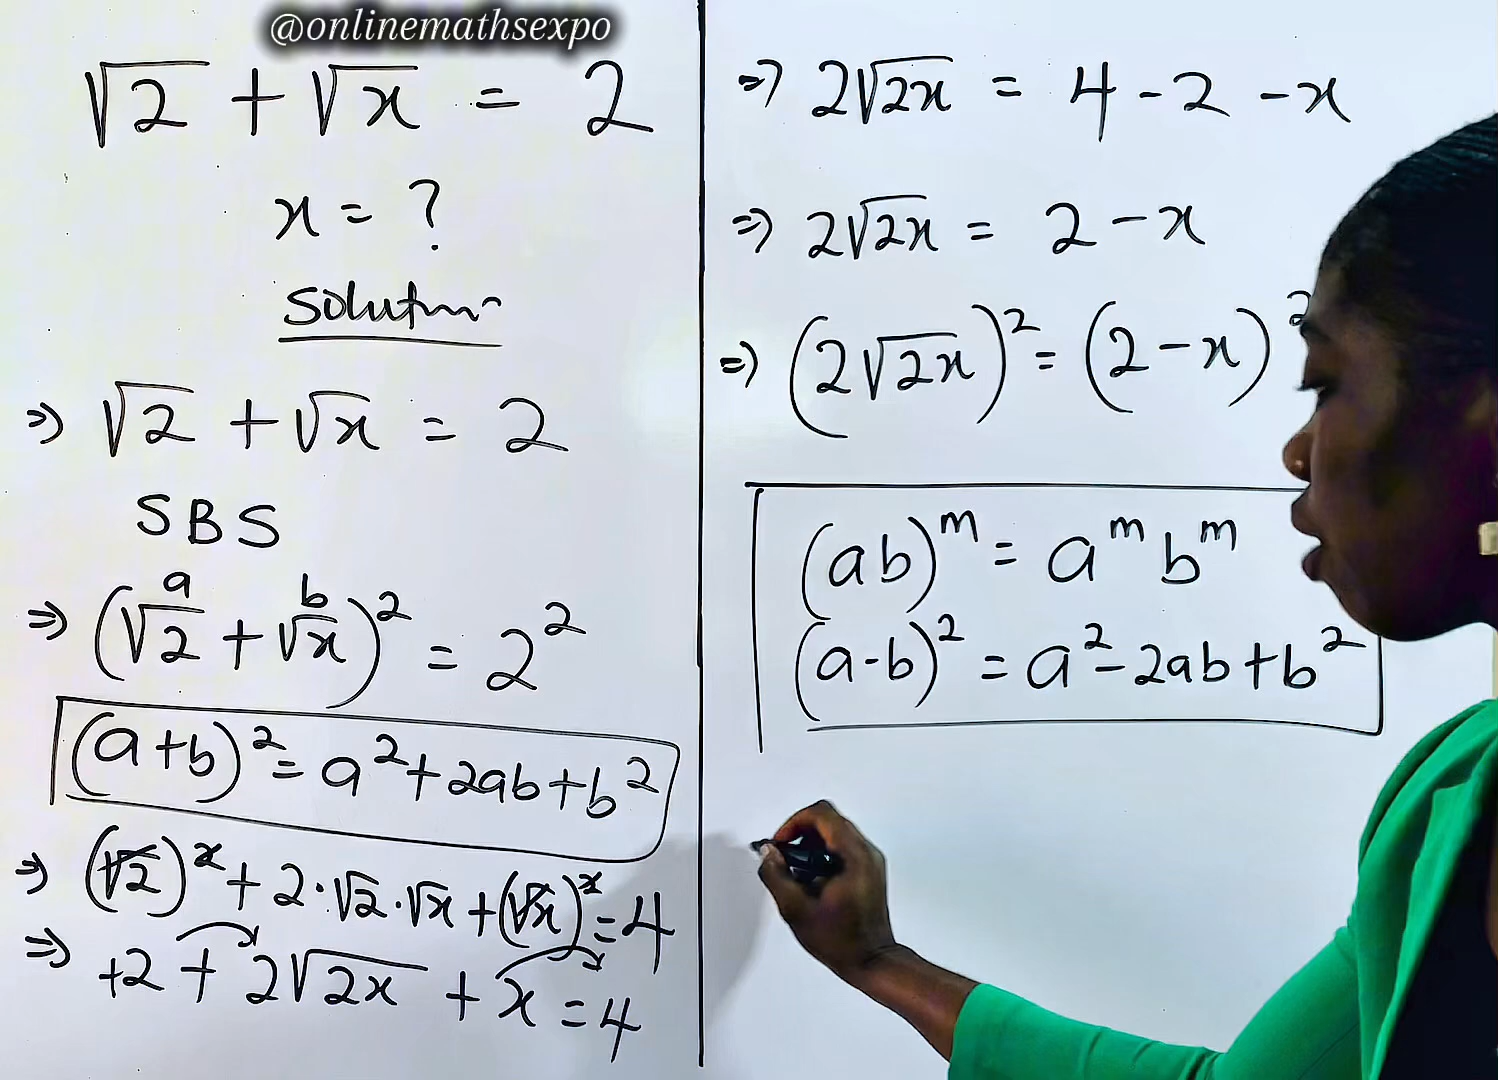 @onlinemathsexpo
√2 + √x = 2
x = ?
Solution
⇒ √2 + √x = 2
SBS
a b
⇒ (√2 + √x)² = 2²
(a+b)² = a² + 2ab + b²
⇒ (√2)² + 2·√2·√x + (√x)² = 4
⇒ +2 + 2√2x + x = 4
⇒ 2√2x = 4 - 2 - x
⇒ 2√2x = 2 - x
⇒ (2√2x)² = (2 - x)²
(ab)ᵐ = aᵐ bᵐ
(a-b)² = a² - 2ab + b²